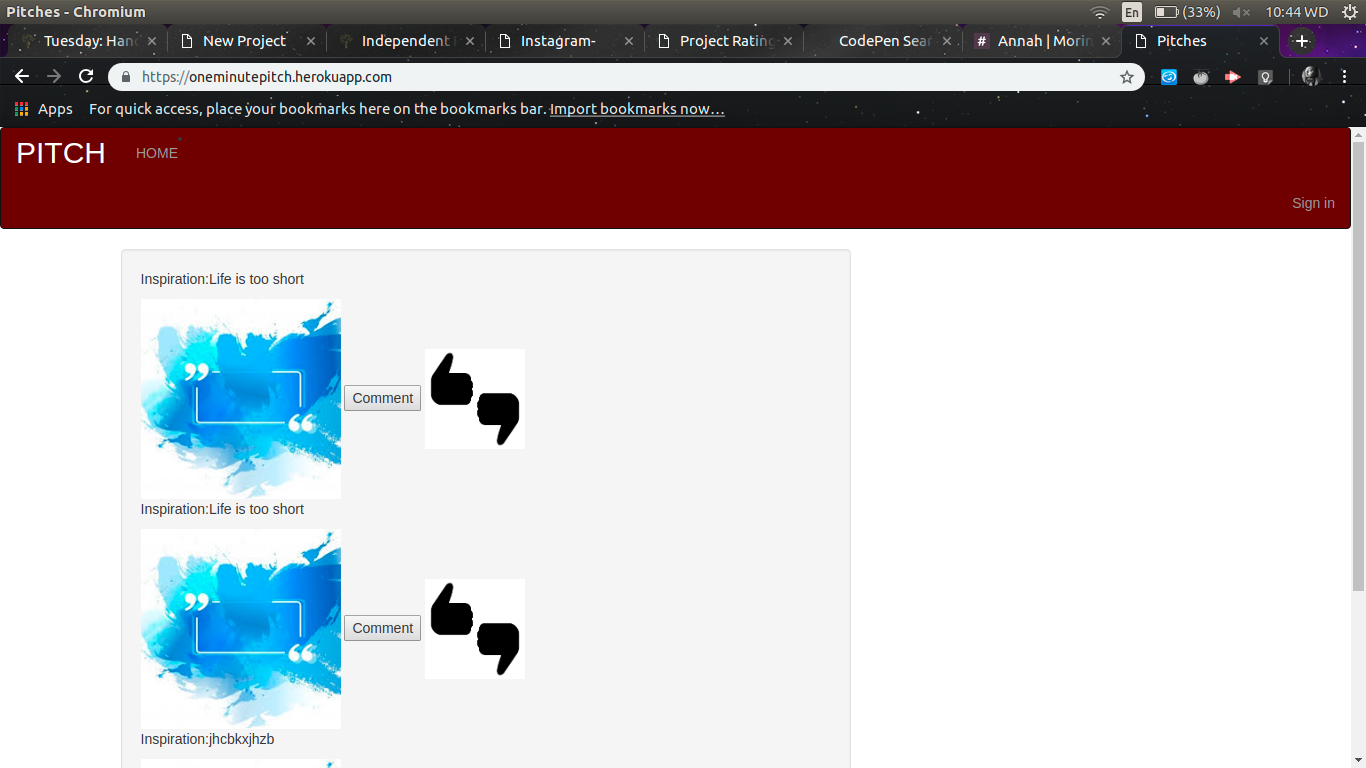 Pitches - Chromium
En
(33%)
10:44 WD
Tuesday: Han
New Project
Independent
Instagram-
Project Rating
CodePen Sear
Annah | Morin
Pitches
https://oneminutepitch.herokuapp.com
Apps
For quick access, place your bookmarks here on the bookmarks bar. Import bookmarks now...
PITCH
HOME
Sign in
Inspiration:Life is too short
Comment
Inspiration:Life is too short
Comment
Inspiration:jhcbkxjhzb